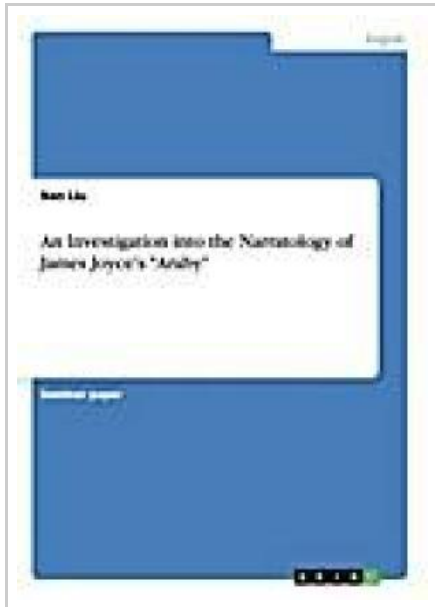 An Investigation into the Narratology of
James Joyce's "Araby"
Seminar paper